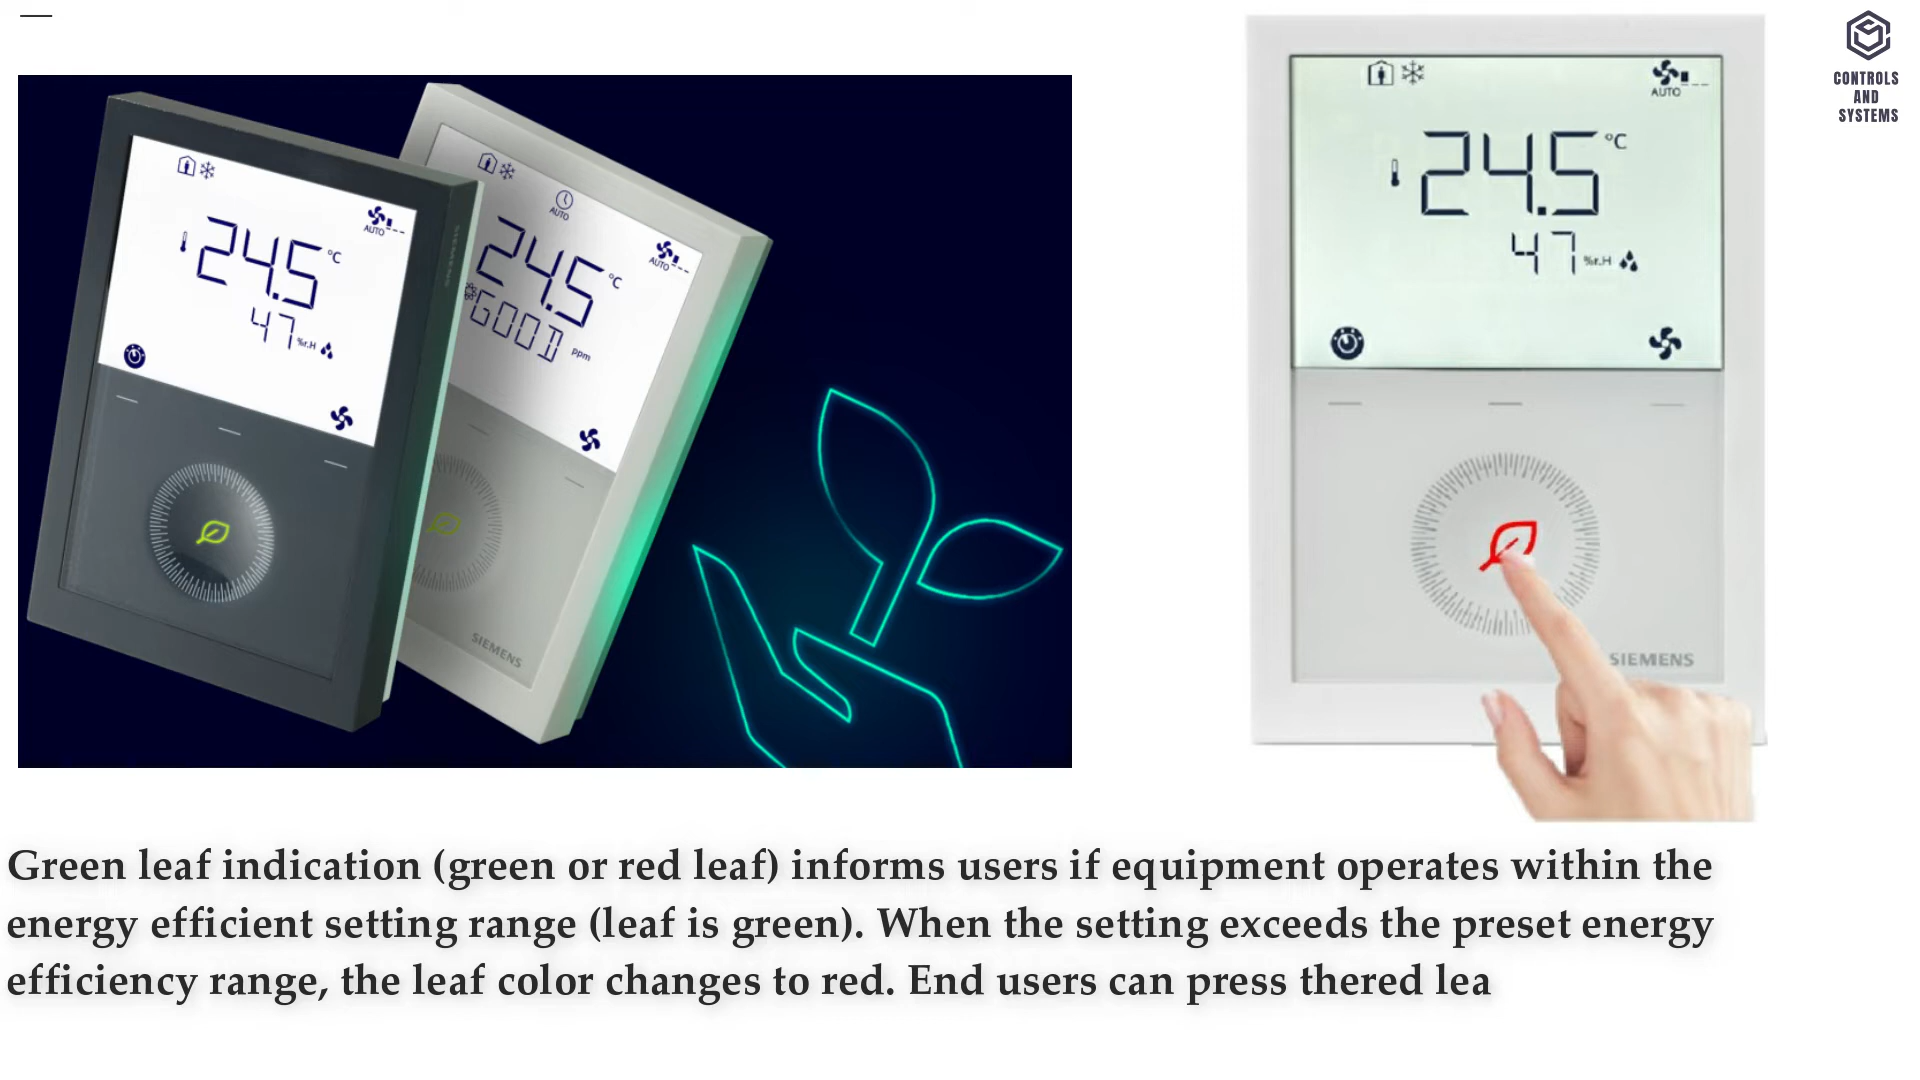 24.5 °C
AUTO
47 %r.H
SIEMENS
AUTO
24.5 °C
AUTO
GOOD ppm
SIEMENS
AUTO
24.5 °C
47 %r.H
SIEMENS
CONTROLS
AND
SYSTEMS
Green leaf indication (green or red leaf) informs users if equipment operates within the
energy efficient setting range (leaf is green). When the setting exceeds the preset energy
efficiency range, the leaf color changes to red. End users can press thered lea